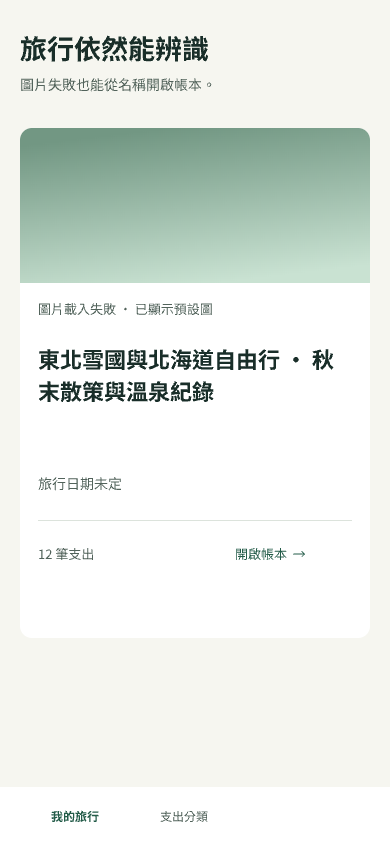 旅行依然能辨識
圖片失敗也能從名稱開啟帳本。
圖片載入失敗 · 已顯示預設圖
東北雪國與北海道自由行 · 秋
末散策與溫泉紀錄
旅行日期未定
12 筆支出
開啟帳本 →
我的旅行
支出分類